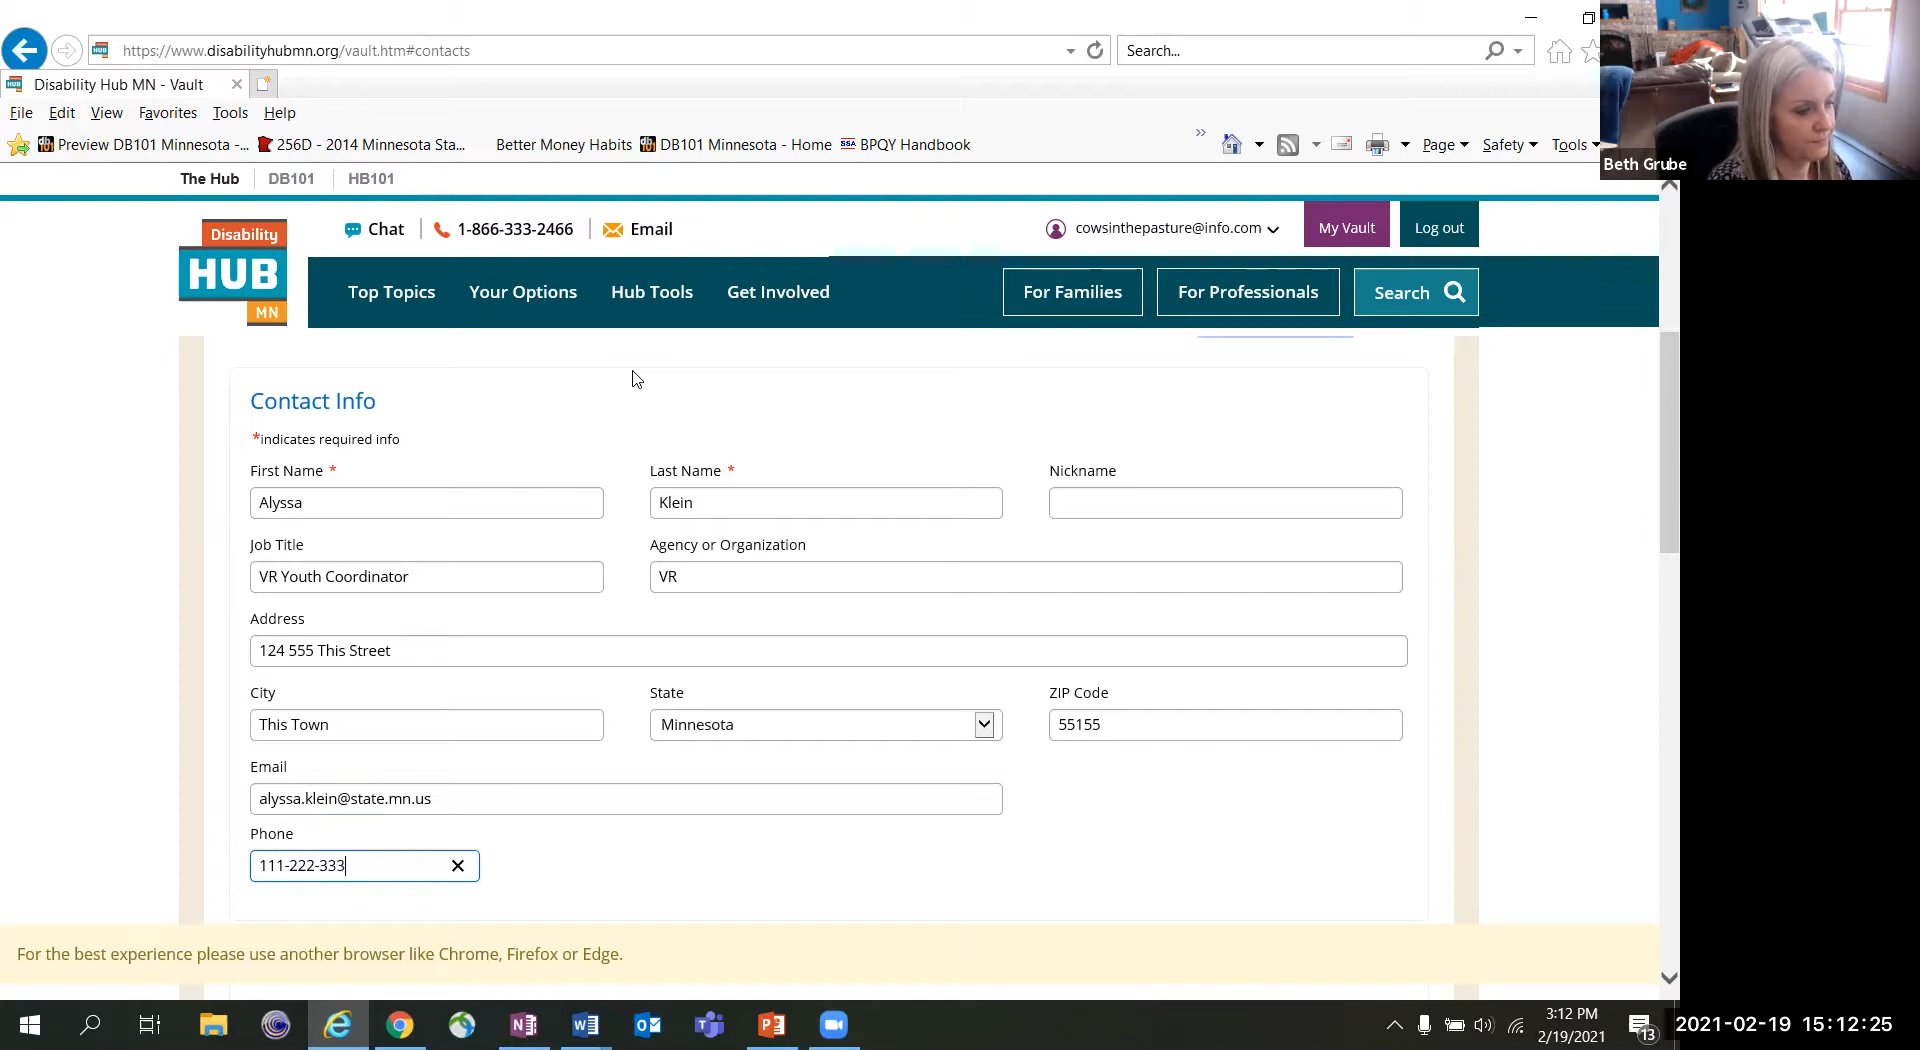 https://www.disabilityhubmn.org/vault.htm#contacts
Search...
Disability Hub MN - Vault
File Edit View Favorites Tools Help
Preview DB101 Minnesota -... 256D - 2014 Minnesota Sta... Better Money Habits DB101 Minnesota - Home BPQY Handbook
Page Safety Tools
Beth Grube
The Hub DB101 HB101
Disability
HUB
MN
Chat 1-866-333-2466 Email
cowsinthepasture@info.com My Vault Log out
Top Topics Your Options Hub Tools Get Involved For Families For Professionals Search
Contact Info
*indicates required info
First Name * Last Name * Nickname
Alyssa Klein
Job Title Agency or Organization
VR Youth Coordinator VR
Address
124 555 This Street
City State ZIP Code
This Town Minnesota 55155
Email
alyssa.klein@state.mn.us
Phone
111-222-333
For the best experience please use another browser like Chrome, Firefox or Edge.
3:12 PM
2/19/2021
13
2021-02-19 15:12:25